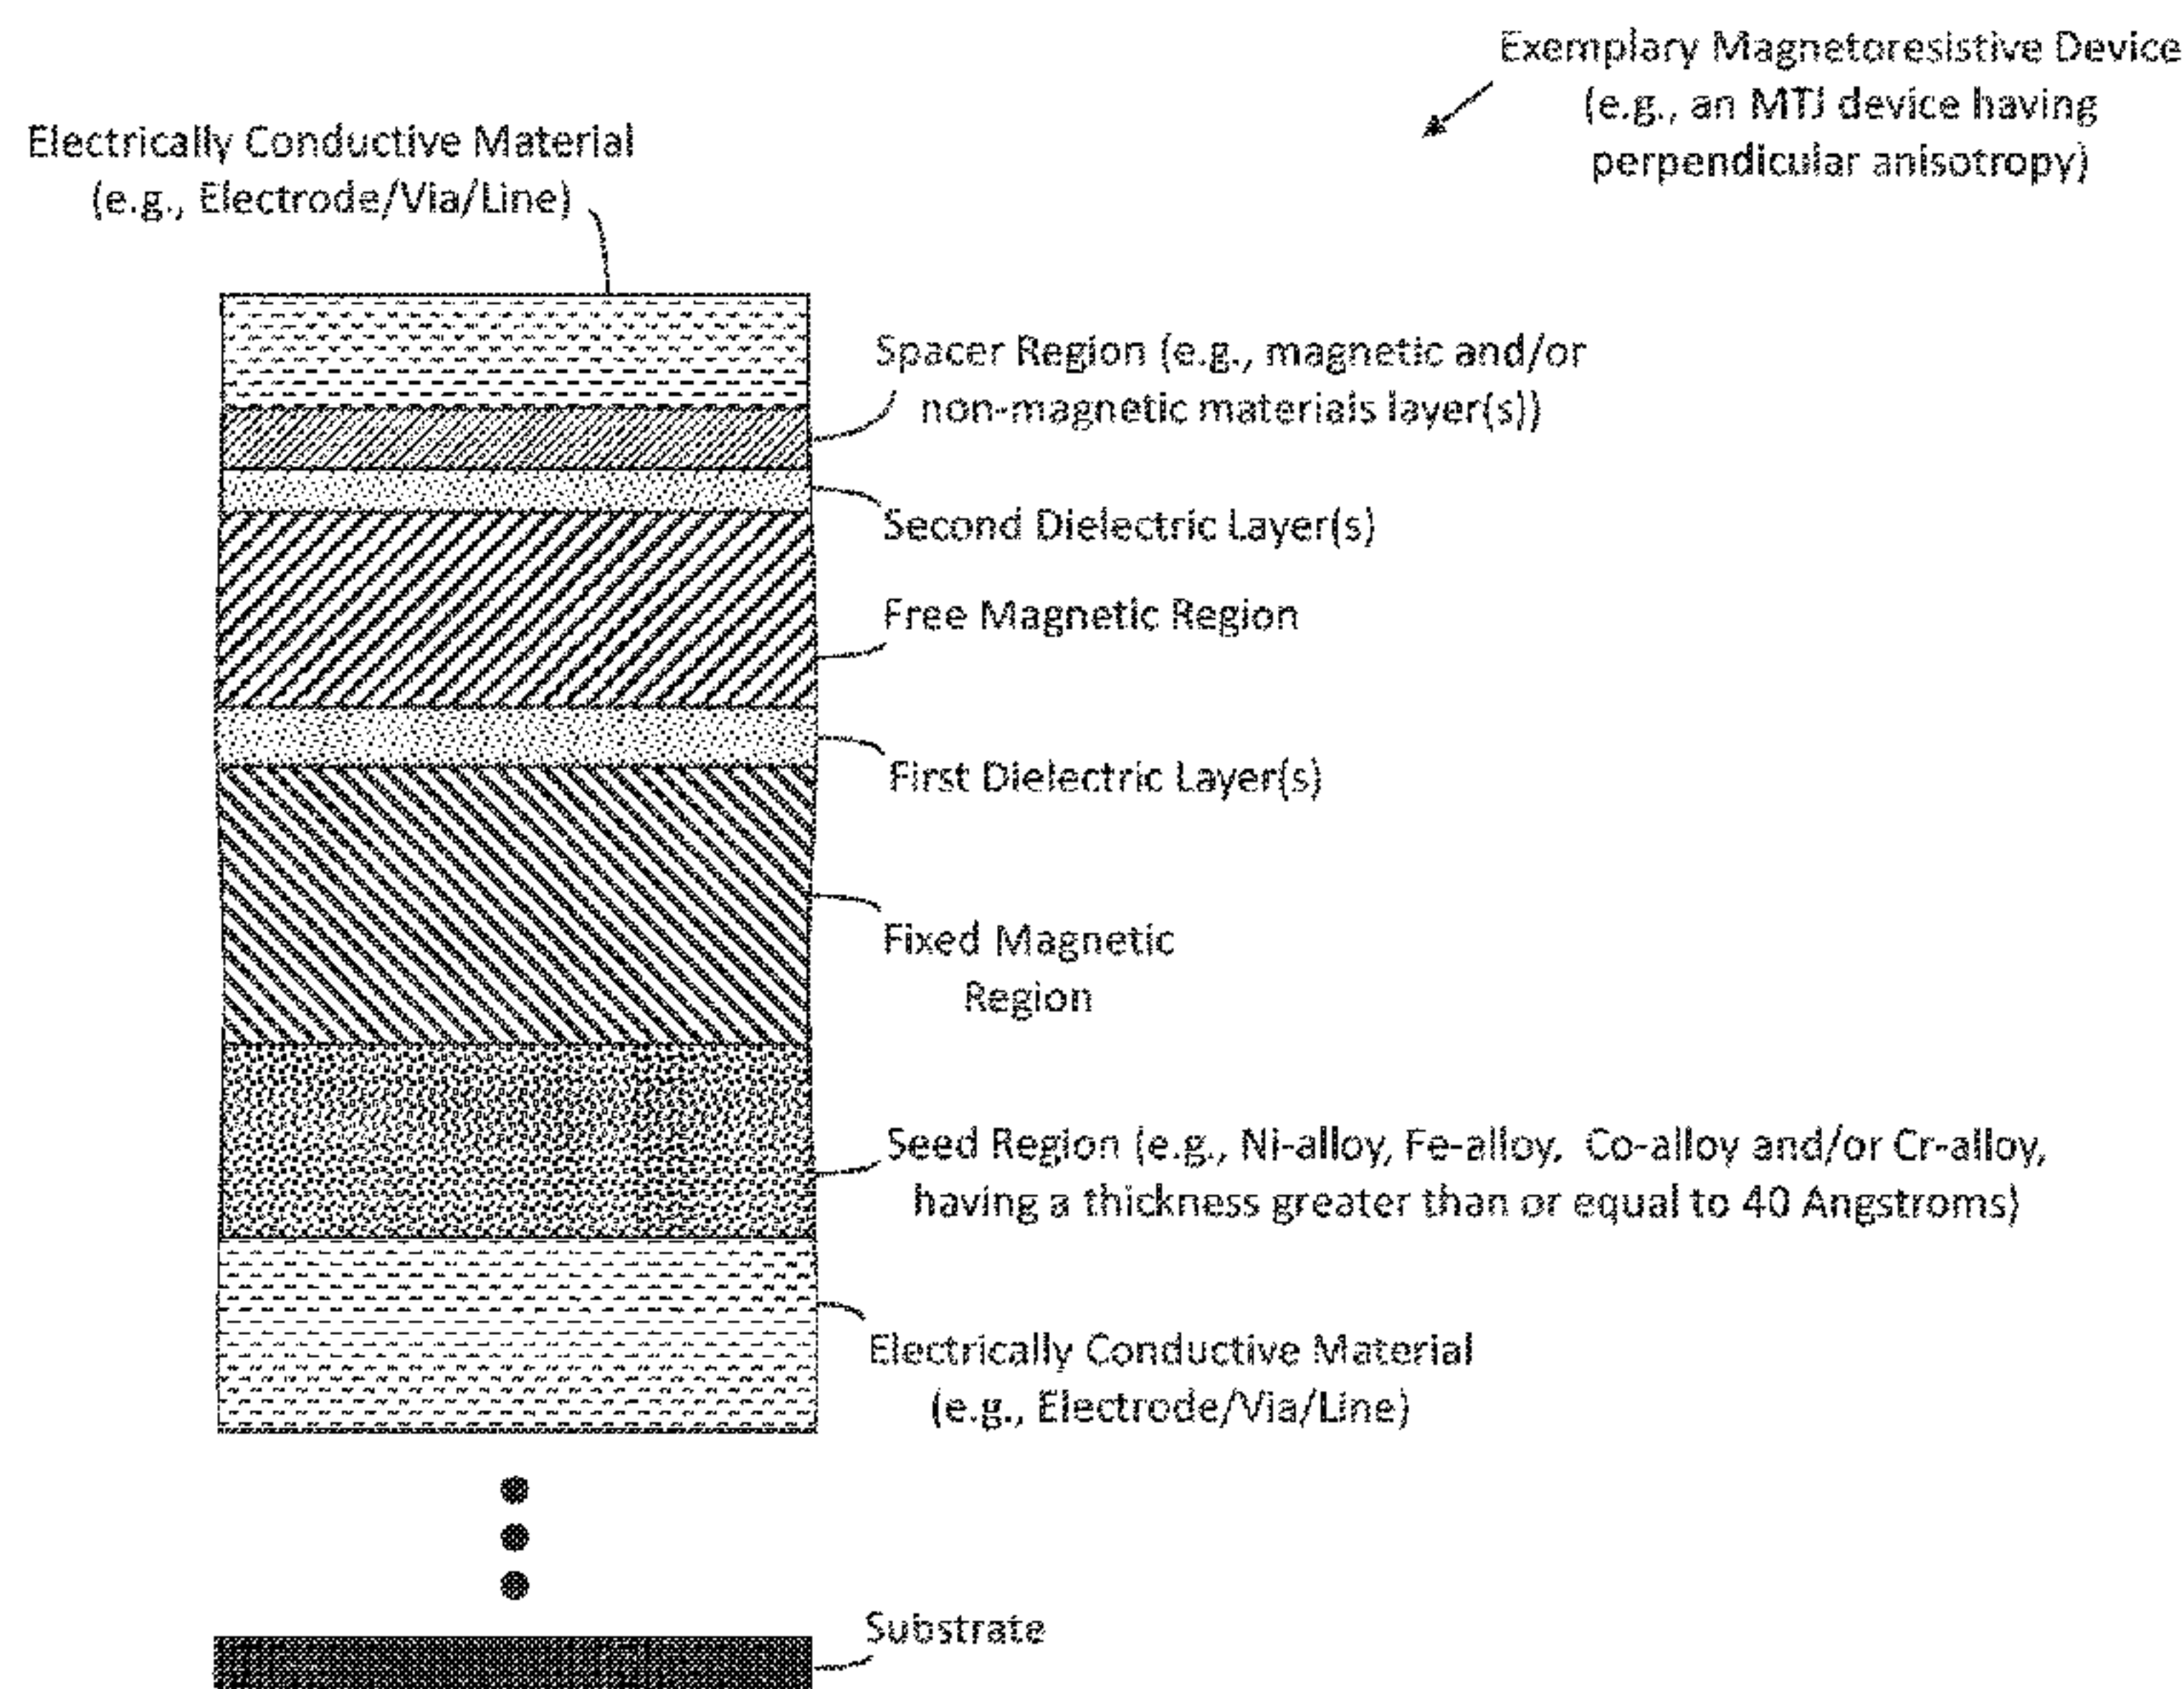 Exemplary Magnetoresistive Device
(e.g., an MTJ device having
perpendicular anisotropy)
Electrically Conductive Material
(e.g., Electrode/Via/Line)
Spacer Region (e.g., magnetic and/or
non-magnetic materials layer(s))
Second Dielectric Layer(s)
Free Magnetic Region
First Dielectric Layer(s)
Fixed Magnetic
Region
Seed Region (e.g., Ni-alloy, Fe-alloy, Co-alloy and/or Cr-alloy,
having a thickness greater than or equal to 40 Angstroms)
Electrically Conductive Material
(e.g., Electrode/Via/Line)
Substrate